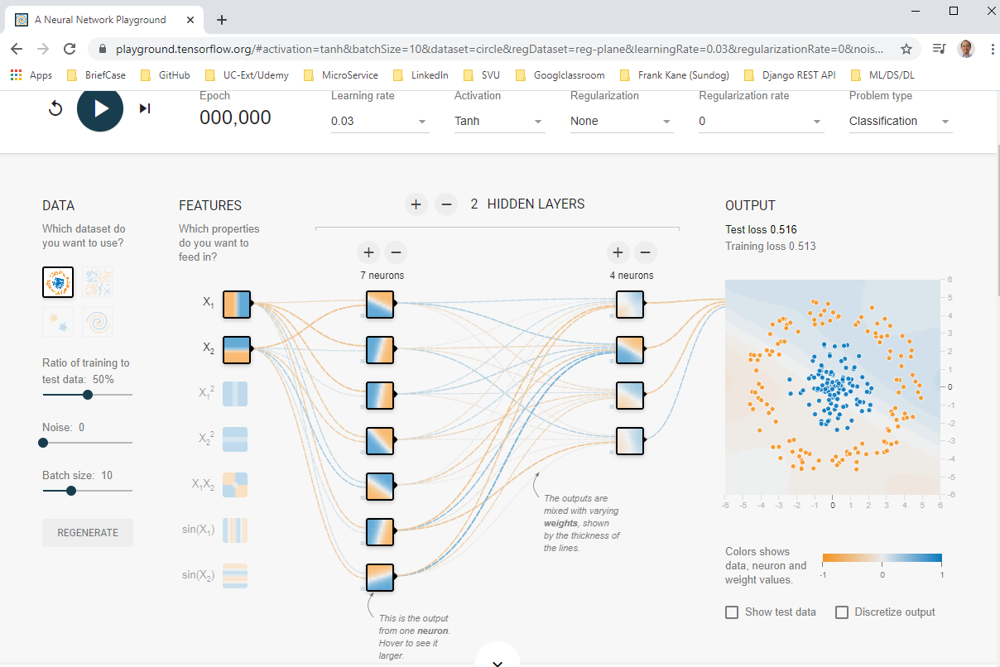 A Neural Network Playground
playground.tensorflow.org/#activation=tanh&batchSize=10&dataset=circle&regDataset=reg-plane&learningRate=0.03&regularizationRate=0&nois...
Apps BriefCase GitHub UC-Ext/Udemy MicroService LinkedIn SVU Googlclassroom Frank Kane (Sundog) Django REST API ML/DS/DL
Epoch Learning rate Activation Regularization Regularization rate Problem type
000,000 0.03 Tanh None 0 Classification
DATA
Which dataset do
you want to use?
Ratio of training to
test data: 50%
Noise: 0
Batch size: 10
REGENERATE
FEATURES
Which properties
do you want to
feed in?
X₁
X₂
X₁²
X₂²
X₁X₂
sin(X₁)
sin(X₂)
+ − 2 HIDDEN LAYERS
+ −
7 neurons
+ −
4 neurons
The outputs are
mixed with varying
weights, shown
by the thickness of
the lines.
This is the output
from one neuron.
Hover to see it
larger.
OUTPUT
Test loss 0.516
Training loss 0.513
6
5
4
3
2
1
0
-1
-2
-3
-4
-5
-6
-6 -5 -4 -3 -2 -1 0 1 2 3 4 5 6
Colors shows
data, neuron and
weight values.
-1 0 1
Show test data Discretize output